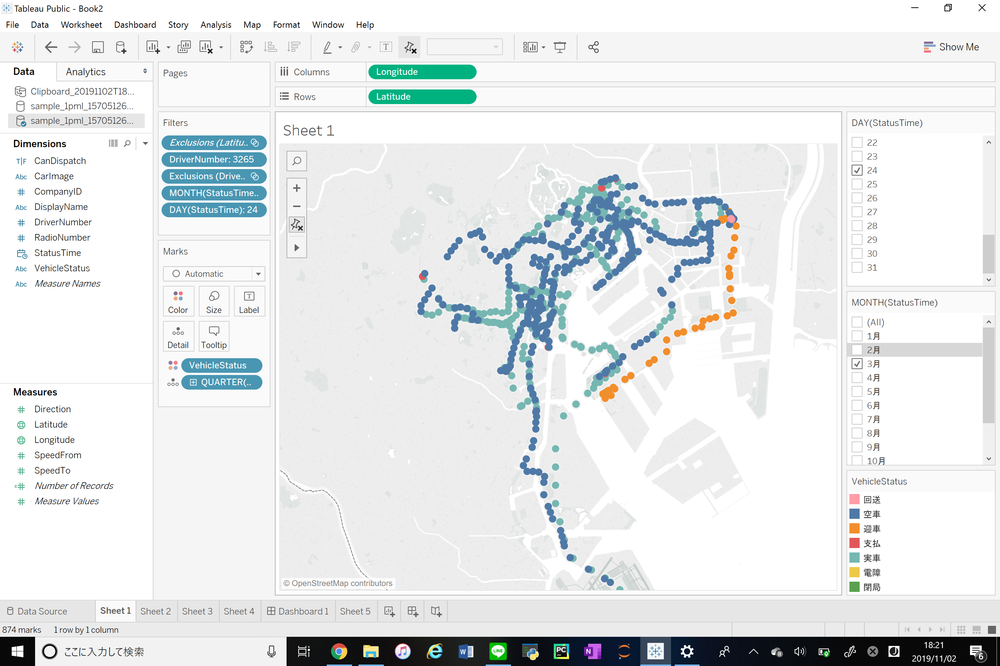 Tableau Public - Book2
File Data Worksheet Dashboard Story Analysis Map Format Window Help
Show Me
Data Analytics
Clipboard_20191102T18...
sample_1pml_15705126...
sample_1pml_15705126...
Dimensions
T|F CanDispatch
Abc CarImage
CompanyID
Abc DisplayName
DriverNumber
RadioNumber
StatusTime
Abc VehicleStatus
Abc Measure Names
Measures
Direction
Latitude
Longitude
SpeedFrom
SpeedTo
Number of Records
Measure Values
Pages
Filters
Exclusions (Latitu..
DriverNumber: 3265
Exclusions (Drive..
MONTH(StatusTime..
DAY(StatusTime): 24
Marks
Automatic
Color Size Label
Detail Tooltip
VehicleStatus
QUARTER(..
Columns Longitude
Rows Latitude
Sheet 1
© OpenStreetMap contributors
DAY(StatusTime)
22
23
24
25
26
27
28
29
30
31
MONTH(StatusTime)
(All)
1月
2月
3月
4月
5月
6月
7月
8月
9月
10月
VehicleStatus
回送
空車
迎車
支払
実車
電障
閉局
Data Source Sheet 1 Sheet 2 Sheet 3 Sheet 4 Dashboard 1 Sheet 5
874 marks 1 row by 1 column
ここに入力して検索
LINE
PC
N
18:21
2019/11/02
6